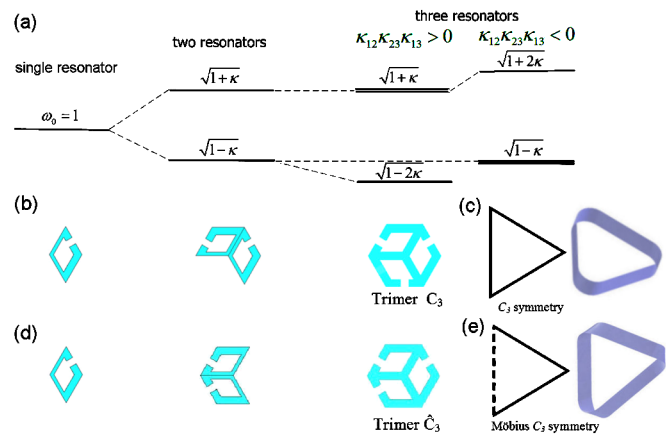 (a)
three resonators
two resonators
κ₁₂κ₂₃κ₁₃ > 0
κ₁₂κ₂₃κ₁₃ < 0
single resonator
√1+κ
√1+κ
√1+2κ
ω₀ = 1
√1−κ
√1−2κ
√1−κ
(b)
(c)
Trimer C₃
C₃ symmetry
(d)
(e)
Trimer Ĉ₃
Möbius C₃ symmetry